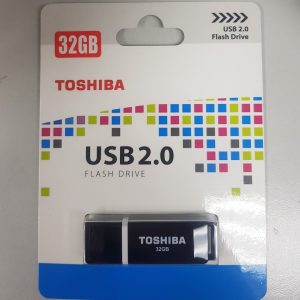 32GB
>>>>>
USB 2.0
Flash Drive
TOSHIBA
USB 2.0
FLASH DRIVE
TOSHIBA
32GB